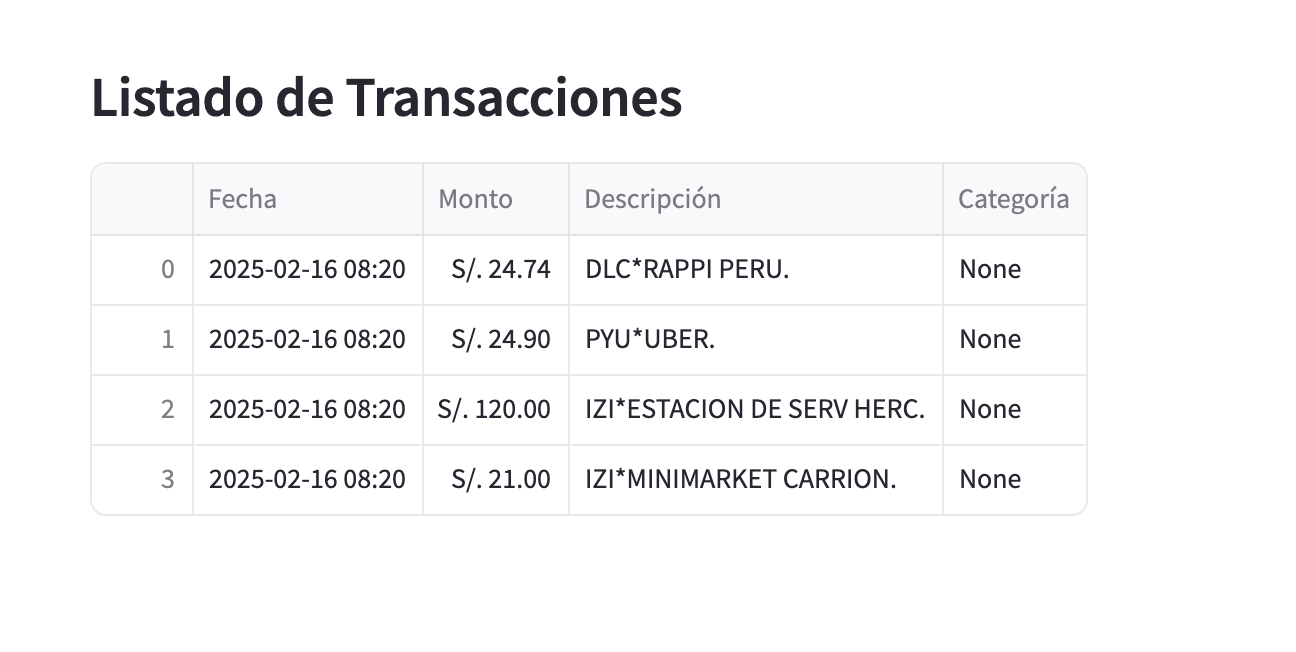 Listado de Transacciones
Fecha Monto Descripción Categoría
0 2025-02-16 08:20 S/. 24.74 DLC*RAPPI PERU. None
1 2025-02-16 08:20 S/. 24.90 PYU*UBER. None
2 2025-02-16 08:20 S/. 120.00 IZI*ESTACION DE SERV HERC. None
3 2025-02-16 08:20 S/. 21.00 IZI*MINIMARKET CARRION. None